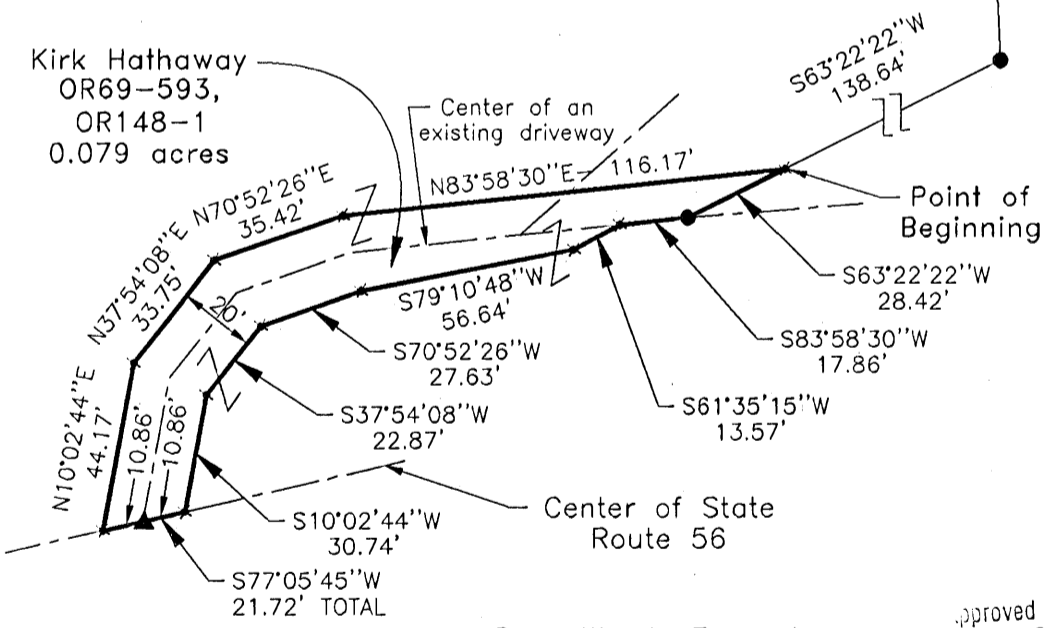 S63°22'22''W
138.64'
Kirk Hathaway
OR69-593,
OR148-1
0.079 acres
Center of an
existing driveway
N83°58'30''E 116.17'
N70°52'26''E
35.42'
Point of
Beginning
N37°54'08''E
33.75'
20'
S63°22'22''W
28.42'
S79°10'48''W
56.64'
S83°58'30''W
17.86'
S70°52'26''W
27.63'
S61°35'15''W
13.57'
S37°54'08''W
22.87'
N10°02'44''E
44.17'
10.86'
10.86'
Center of State
Route 56
S10°02'44''W
30.74'
S77°05'45''W
21.72' TOTAL
pproved